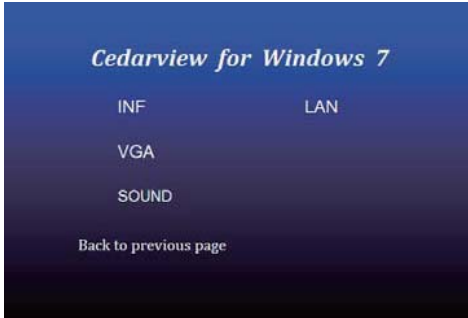 Cedarview for Windows 7
INF LAN
VGA
SOUND
Back to previous page